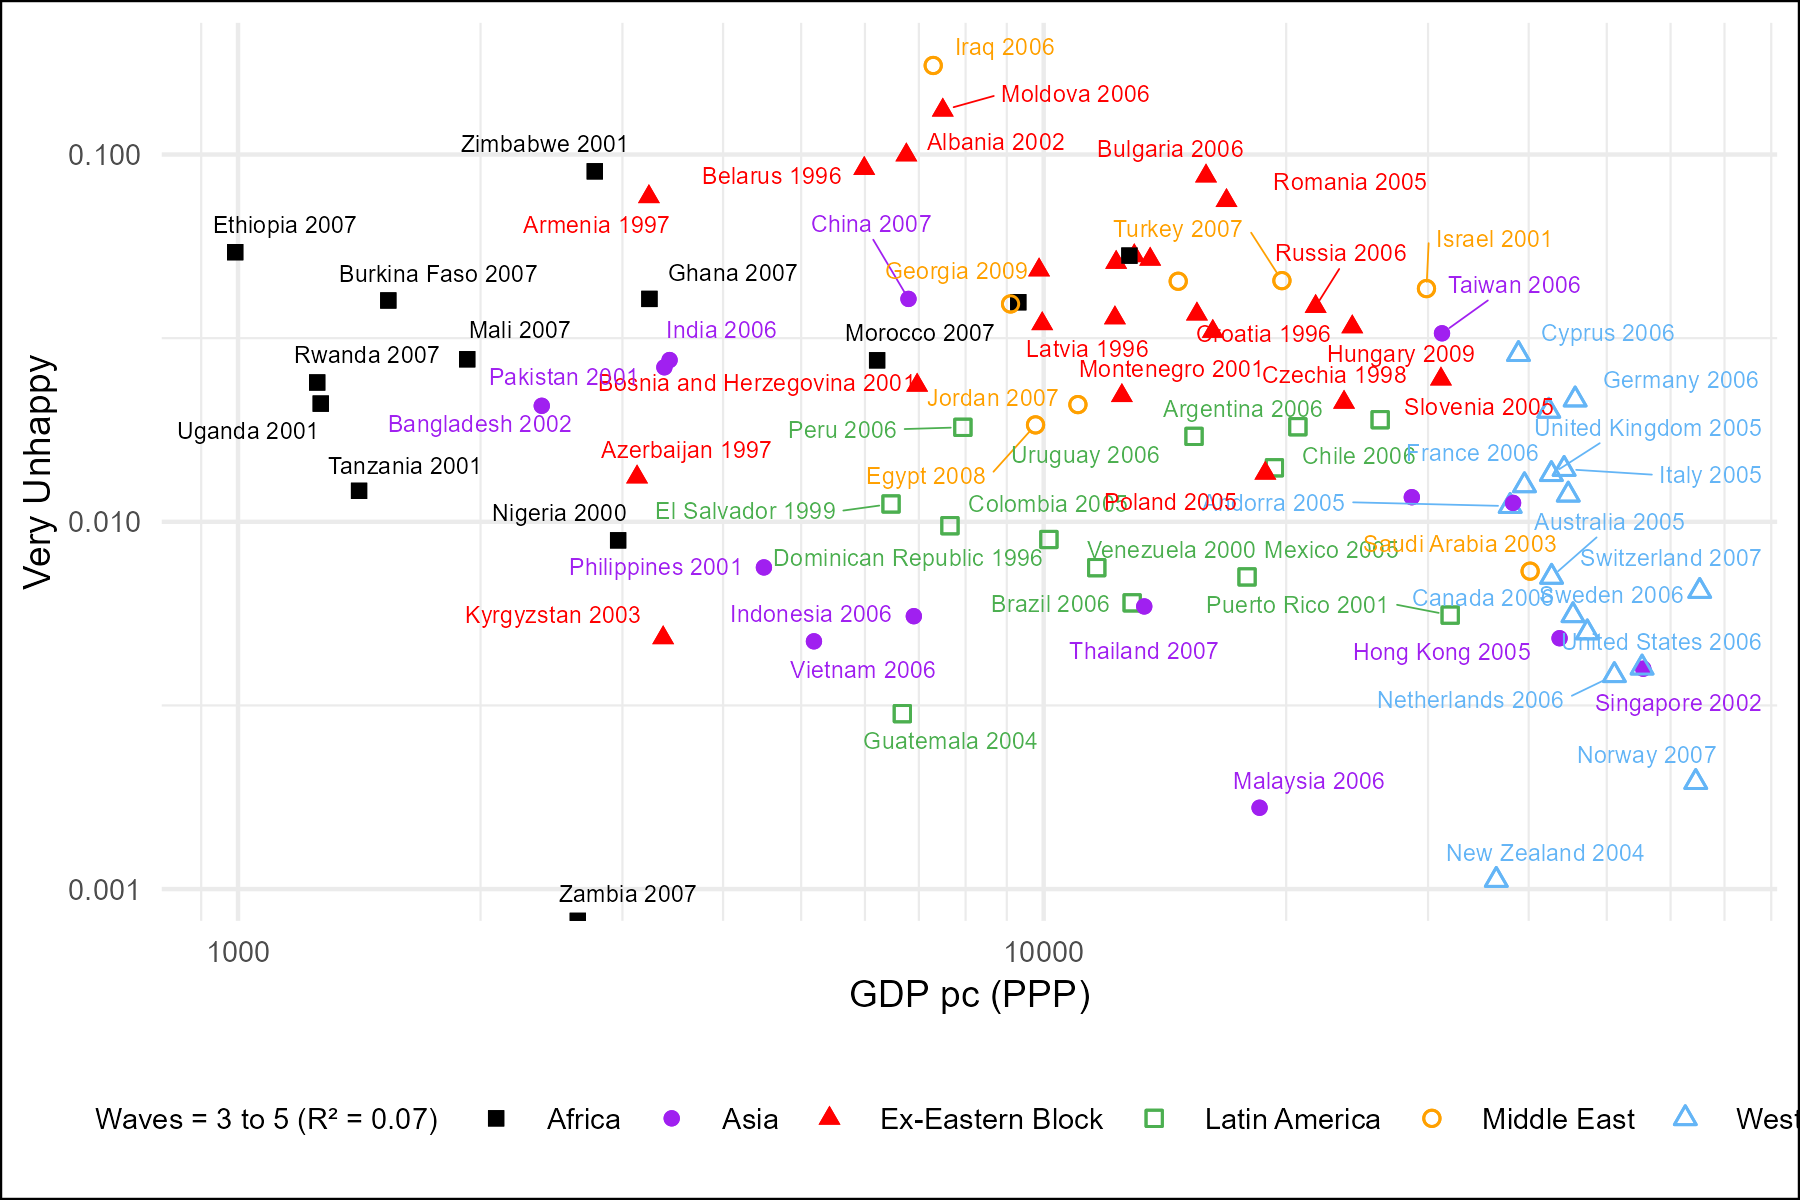 Iraq 2006
Moldova 2006
Albania 2002
Zimbabwe 2001
Bulgaria 2006
0.100
Belarus 1996
Romania 2005
Armenia 1997
Ethiopia 2007
China 2007
Turkey 2007
Israel 2001
Russia 2006
Burkina Faso 2007
Ghana 2007
Georgia 2009
Taiwan 2006
Mali 2007
India 2006
Morocco 2007
Croatia 1996
Cyprus 2006
Rwanda 2007
Latvia 1996
Hungary 2009
Pakistan 2001
Bosnia and Herzegovina 2001
Montenegro 2001
Czechia 1998
Germany 2006
Jordan 2007
Argentina 2006
Slovenia 2005
Bangladesh 2002
Uganda 2001
Peru 2006
United Kingdom 2005
Azerbaijan 1997
Uruguay 2006
Chile 2006
France 2006
Tanzania 2001
Egypt 2008
Italy 2005
El Salvador 1999
Colombia 2005
Poland 2005
Andorra 2005
Nigeria 2000
0.010
Australia 2005
Dominican Republic 1996
Venezuela 2000
Mexico 2005
Saudi Arabia 2003
Switzerland 2007
Philippines 2001
Canada 2006
Sweden 2006
Kyrgyzstan 2003
Indonesia 2006
Brazil 2006
Puerto Rico 2001
Vietnam 2006
Thailand 2007
Hong Kong 2005
United States 2006
Netherlands 2006
Singapore 2002
Guatemala 2004
Norway 2007
Malaysia 2006
New Zealand 2004
0.001
Zambia 2007
Very Unhappy
1000
10000
GDP pc (PPP)
Waves = 3 to 5 (R² = 0.07)
Africa
Asia
Ex-Eastern Block
Latin America
Middle East
West